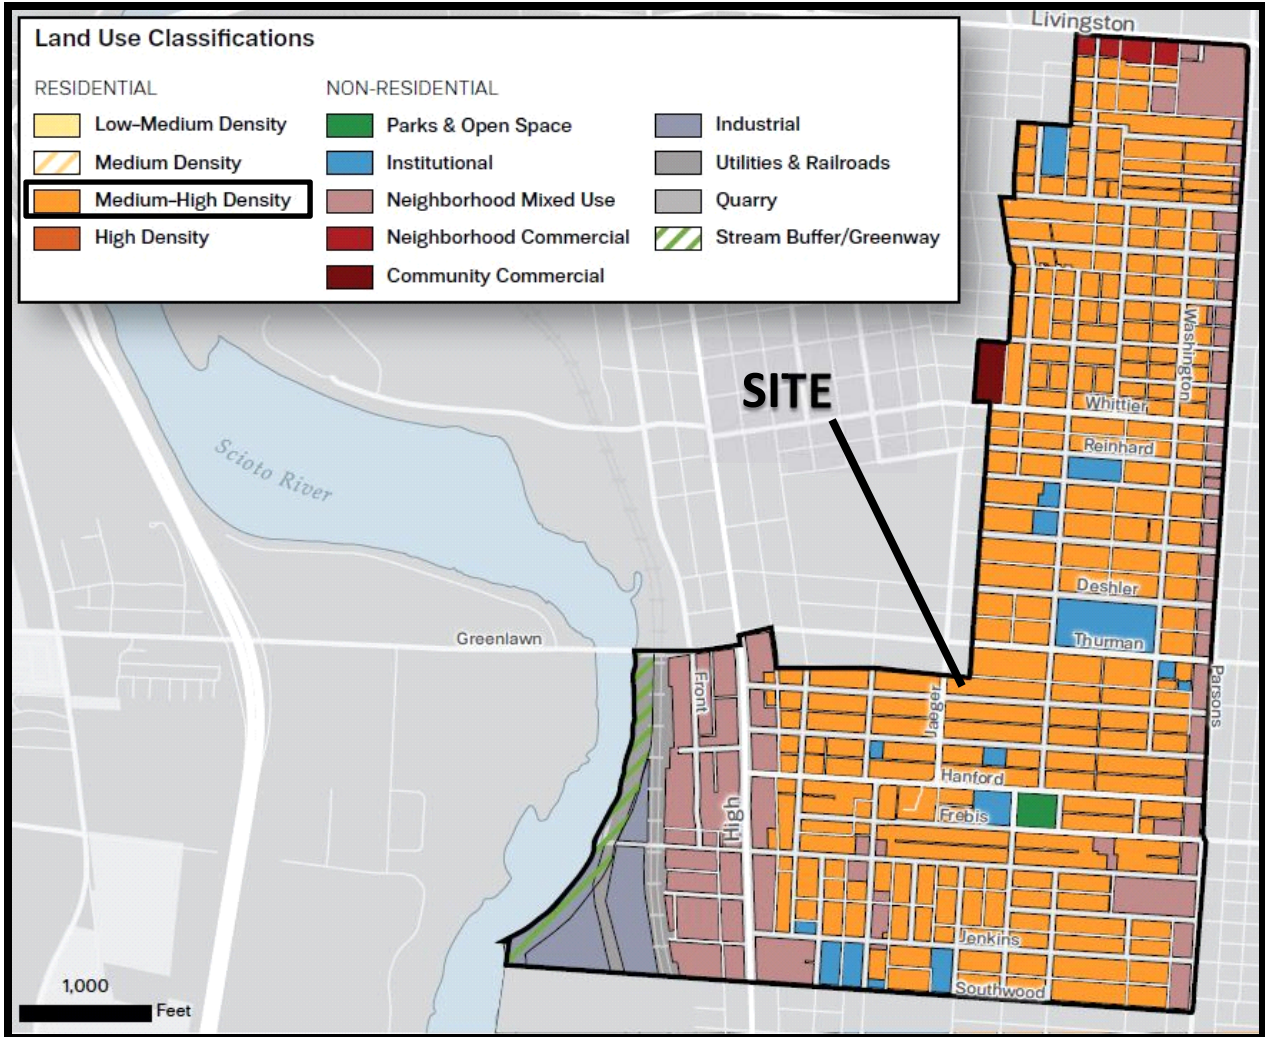 Livingston
Land Use Classifications
RESIDENTIAL
NON-RESIDENTIAL
Low–Medium Density
Parks & Open Space
Industrial
Medium Density
Institutional
Utilities & Railroads
Medium–High Density
Neighborhood Mixed Use
Quarry
High Density
Neighborhood Commercial
Stream Buffer/Greenway
Community Commercial
Washington
SITE
Whittier
Reinhard
Scioto River
Deshler
Greenlawn
Thurman
Front
Jaeger
Parsons
Hanford
High
Frebis
Jenkins
1,000
Southwood
Feet